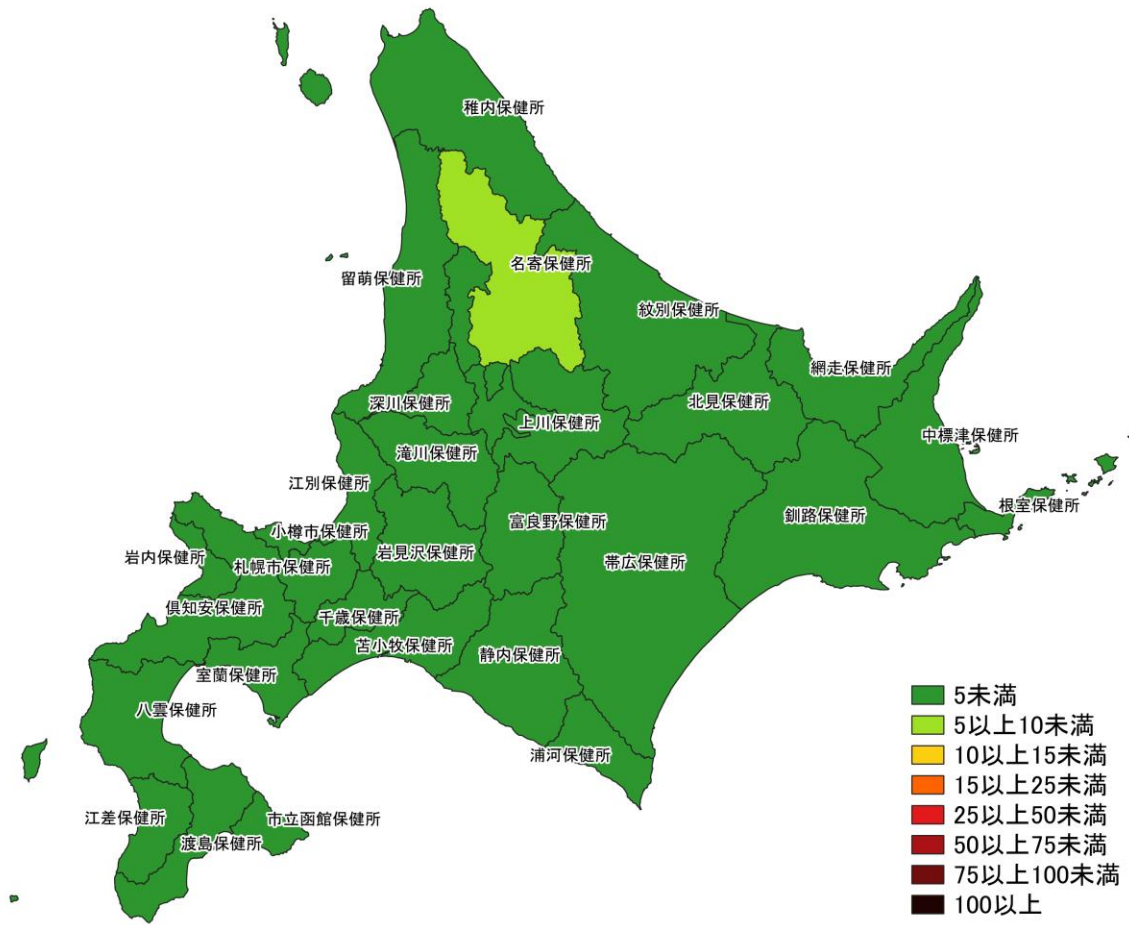 稚内保健所
名寄保健所
留萌保健所
紋別保健所
網走保健所
北見保健所
深川保健所
上川保健所
中標津保健所
滝川保健所
江別保健所
根室保健所
釧路保健所
富良野保健所
小樽市保健所
岩見沢保健所
岩内保健所
札幌市保健所
帯広保健所
倶知安保健所
千歳保健所
苫小牧保健所
静内保健所
室蘭保健所
八雲保健所
浦河保健所
江差保健所
市立函館保健所
渡島保健所
5未満
5以上10未満
10以上15未満
15以上25未満
25以上50未満
50以上75未満
75以上100未満
100以上